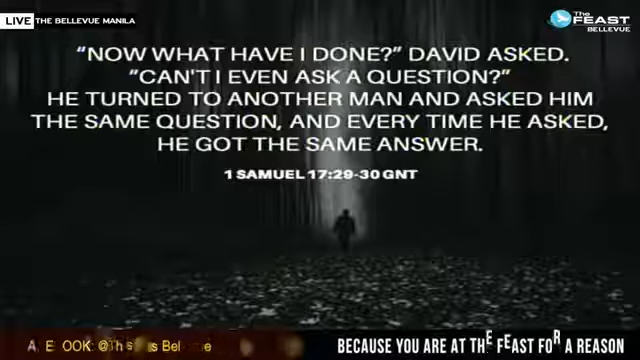 LIVE THE BELLEVUE MANILA
The
FEAST
BELLEVUE
“NOW WHAT HAVE I DONE?” DAVID ASKED.
”CAN'T I EVEN ASK A QUESTION?”
HE TURNED TO ANOTHER MAN AND ASKED HIM
THE SAME QUESTION, AND EVERY TIME HE ASKED,
HE GOT THE SAME ANSWER.
1 SAMUEL 17:29-30 GNT
BECAUSE YOU ARE AT THE FEAST FOR A REASON